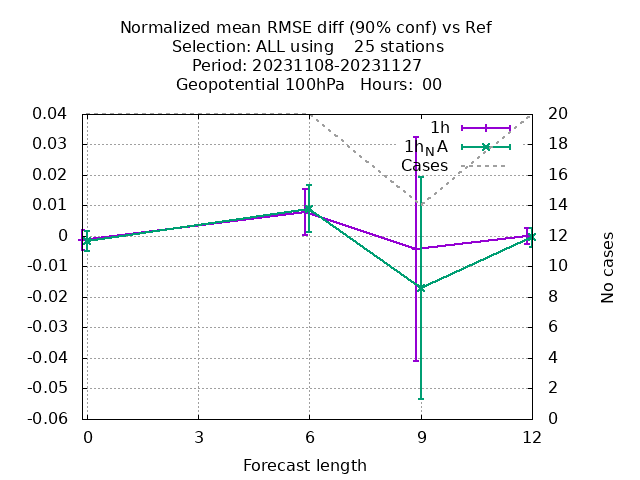 Normalized mean RMSE diff (90% conf) vs Ref
Selection: ALL using    25 stations
Period: 20231108-20231127
Geopotential 100hPa   Hours:  00
0.04
0.03
0.02
0.01
0
-0.01
-0.02
-0.03
-0.04
-0.05
-0.06
1h
1h_NA
Cases
20
18
16
14
12
10
8
6
4
2
0
No cases
0 3 6 9 12
Forecast length